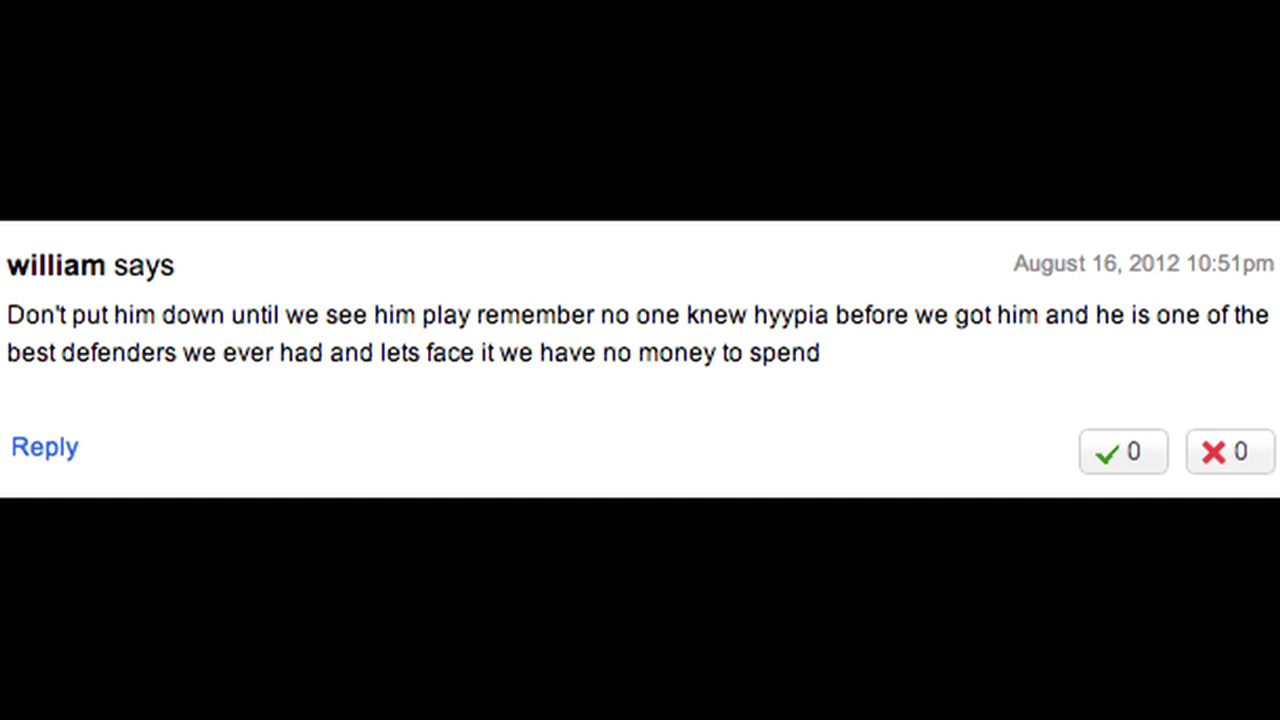 william says
August 16, 2012 10:51pm
Don't put him down until we see him play remember no one knew hyypia before we got him and he is one of the
best defenders we ever had and lets face it we have no money to spend
Reply
0
0